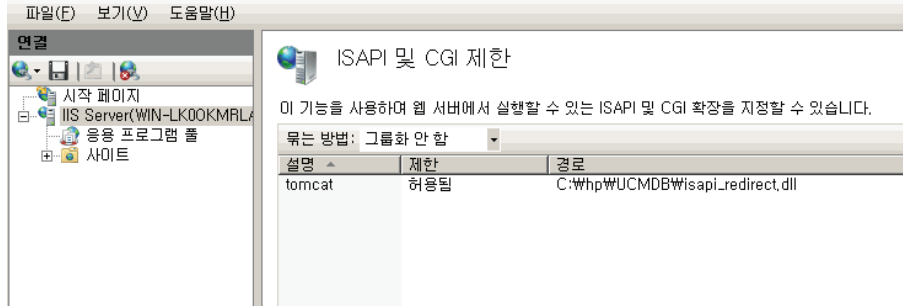 파일(F) 보기(V) 도움말(H)
연결
시작 페이지
IIS Server(WIN-LK0OKMRLA
응용 프로그램 풀
사이트
ISAPI 및 CGI 제한
이 기능을 사용하여 웹 서버에서 실행할 수 있는 ISAPI 및 CGI 확장을 지정할 수 있습니다.
묶는 방법: 그룹화 안 함
설명 제한 경로
tomcat 허용됨 C:₩hp₩UCMDB₩isapi_redirect.dll